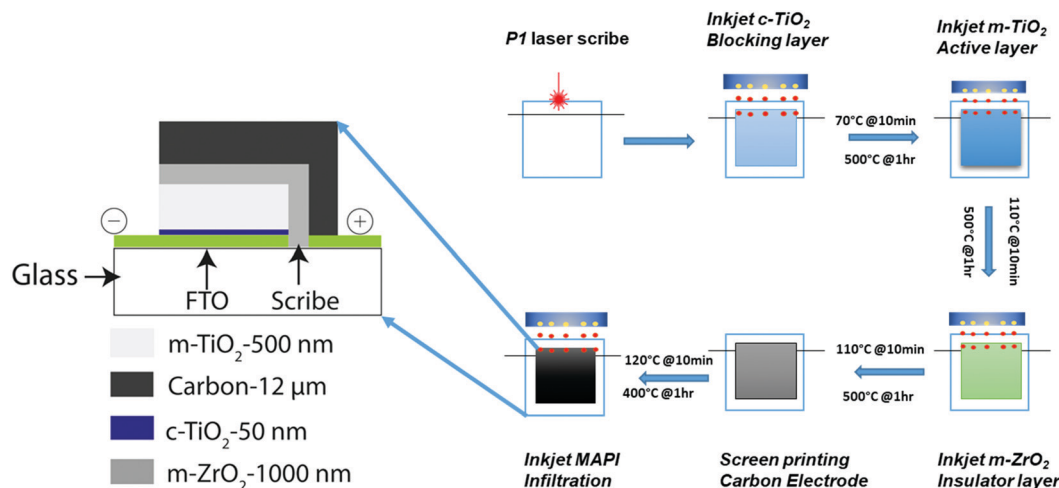 P1 laser scribe
Inkjet c-TiO₂
Blocking layer
Inkjet m-TiO₂
Active layer
70°C @10min
500°C @1hr
110°C @10min
500°C @1hr
Inkjet m-ZrO₂
Insulator layer
110°C @10min
500°C @1hr
Screen printing
Carbon Electrode
120°C @10min
400°C @1hr
Inkjet MAPI
Infiltration
−
+
Glass
FTO
Scribe
m-TiO₂-500 nm
Carbon-12 µm
c-TiO₂-50 nm
m-ZrO₂-1000 nm